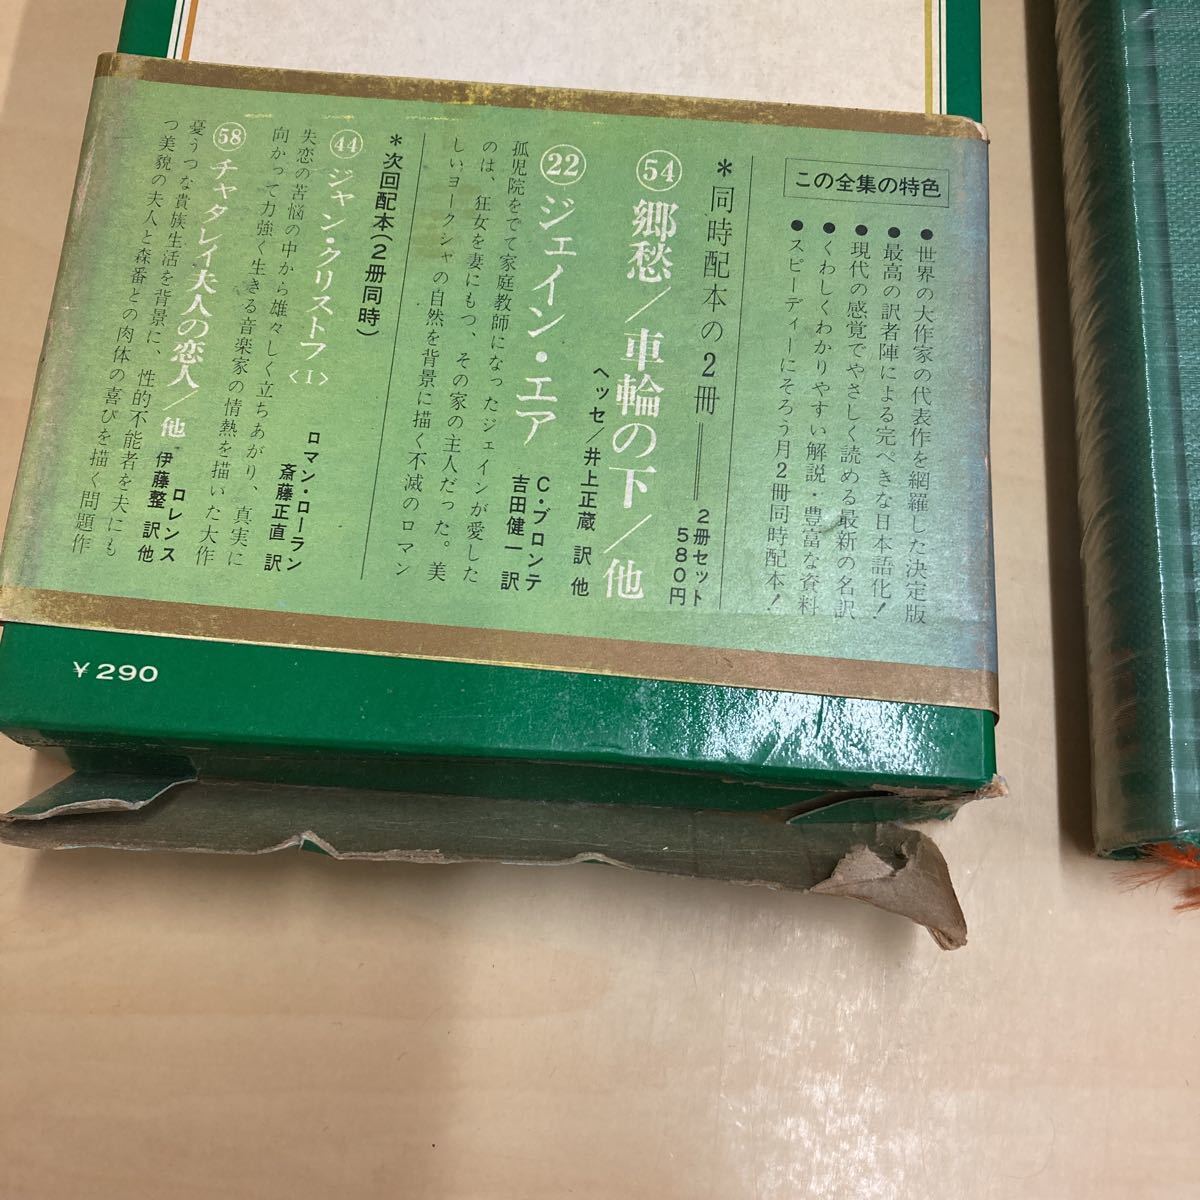 この全集の特色
●世界の大作家の代表作を網羅した決定版
●最高の訳者陣による完ぺきな日本語化!
●現代の感覚でやさしく読める最新の名訳
●くわしくわかりやすい解説・豊富な資料
●スピーディーにそろう月2冊同時配本!
*同時配本の2冊
2冊セット
580円
54 郷愁/車輪の下/他
ヘッセ/井上正蔵 訳 他
22 ジェイン・エア
C・ブロンテ
吉田健一 訳
孤児院をでて家庭教師になったジェインが愛した
のは、狂女を妻にもつ、その家の主人だった。美
しいヨークシャの自然を背景に描く不滅のロマン
*次回配本(2冊同時)
44 ジャン・クリストフ〈I〉
ロマン・ローラン
斎藤正直 訳
失恋の苦悩の中から雄々しく立ちあがり、真実に
向かって力強く生きる音楽家の情熱を描いた大作
58 チャタレイ夫人の恋人/他
ロレンス
伊藤整 訳 他
憂うつな貴族生活を背景に、性的不能者を夫にも
つ美貌の夫人と森番との肉体の喜びを描く問題作
¥290